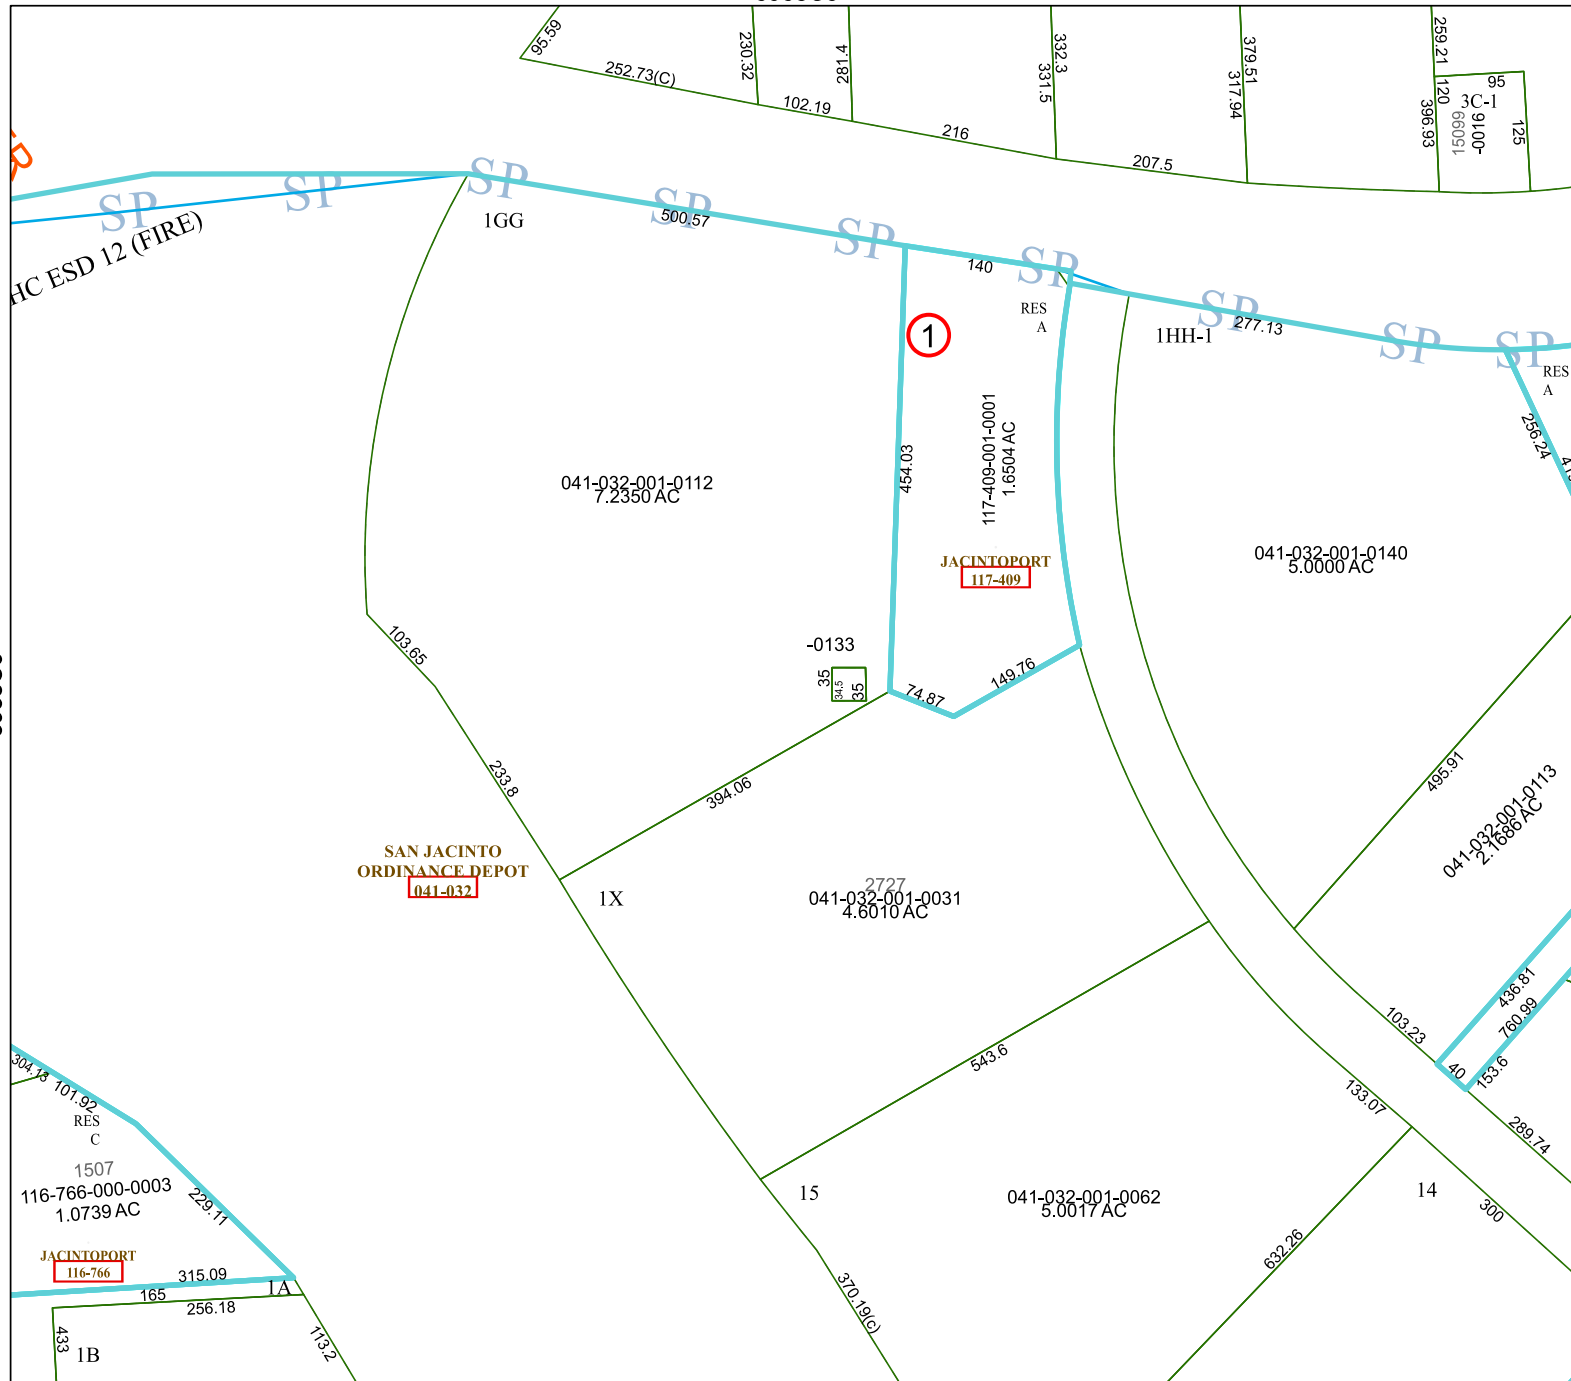 95.59
252.73(C)
230.32
102.19
281.4
216
332.3
331.5
207.5
379.51
317.94
259.21
120
396.93
95
3C-1
-0016
15099
125
SP
SP
SP
SP
SP
SP
SP
SP
SP
HC ESD 12 (FIRE)
1GG
500.57
140
RES
A
1
1HH-1
277.13
RES
A
256.24
454.03
117-409-001-0001
1.6504 AC
041-032-001-0112
7.2350 AC
JACINTOPORT
117-409
041-032-001-0140
5.0000 AC
-0133
35
34.5
35
103.65
74.87
149.76
233.8
394.06
495.91
041-032-001-0113
2.1686 AC
SAN JACINTO
ORDINANCE DEPOT
041-032
1X
2727
041-032-001-0031
4.6010 AC
436.81
760.99
103.23
40
153.6
543.6
133.07
289.74
304.13
101.92
RES
C
1507
116-766-000-0003
1.0739 AC
229.11
JACINTOPORT
116-766
315.09
165
1A
256.18
433
1B
113.2
15
041-032-001-0062
5.0017 AC
14
300
632.26
370.19(c)